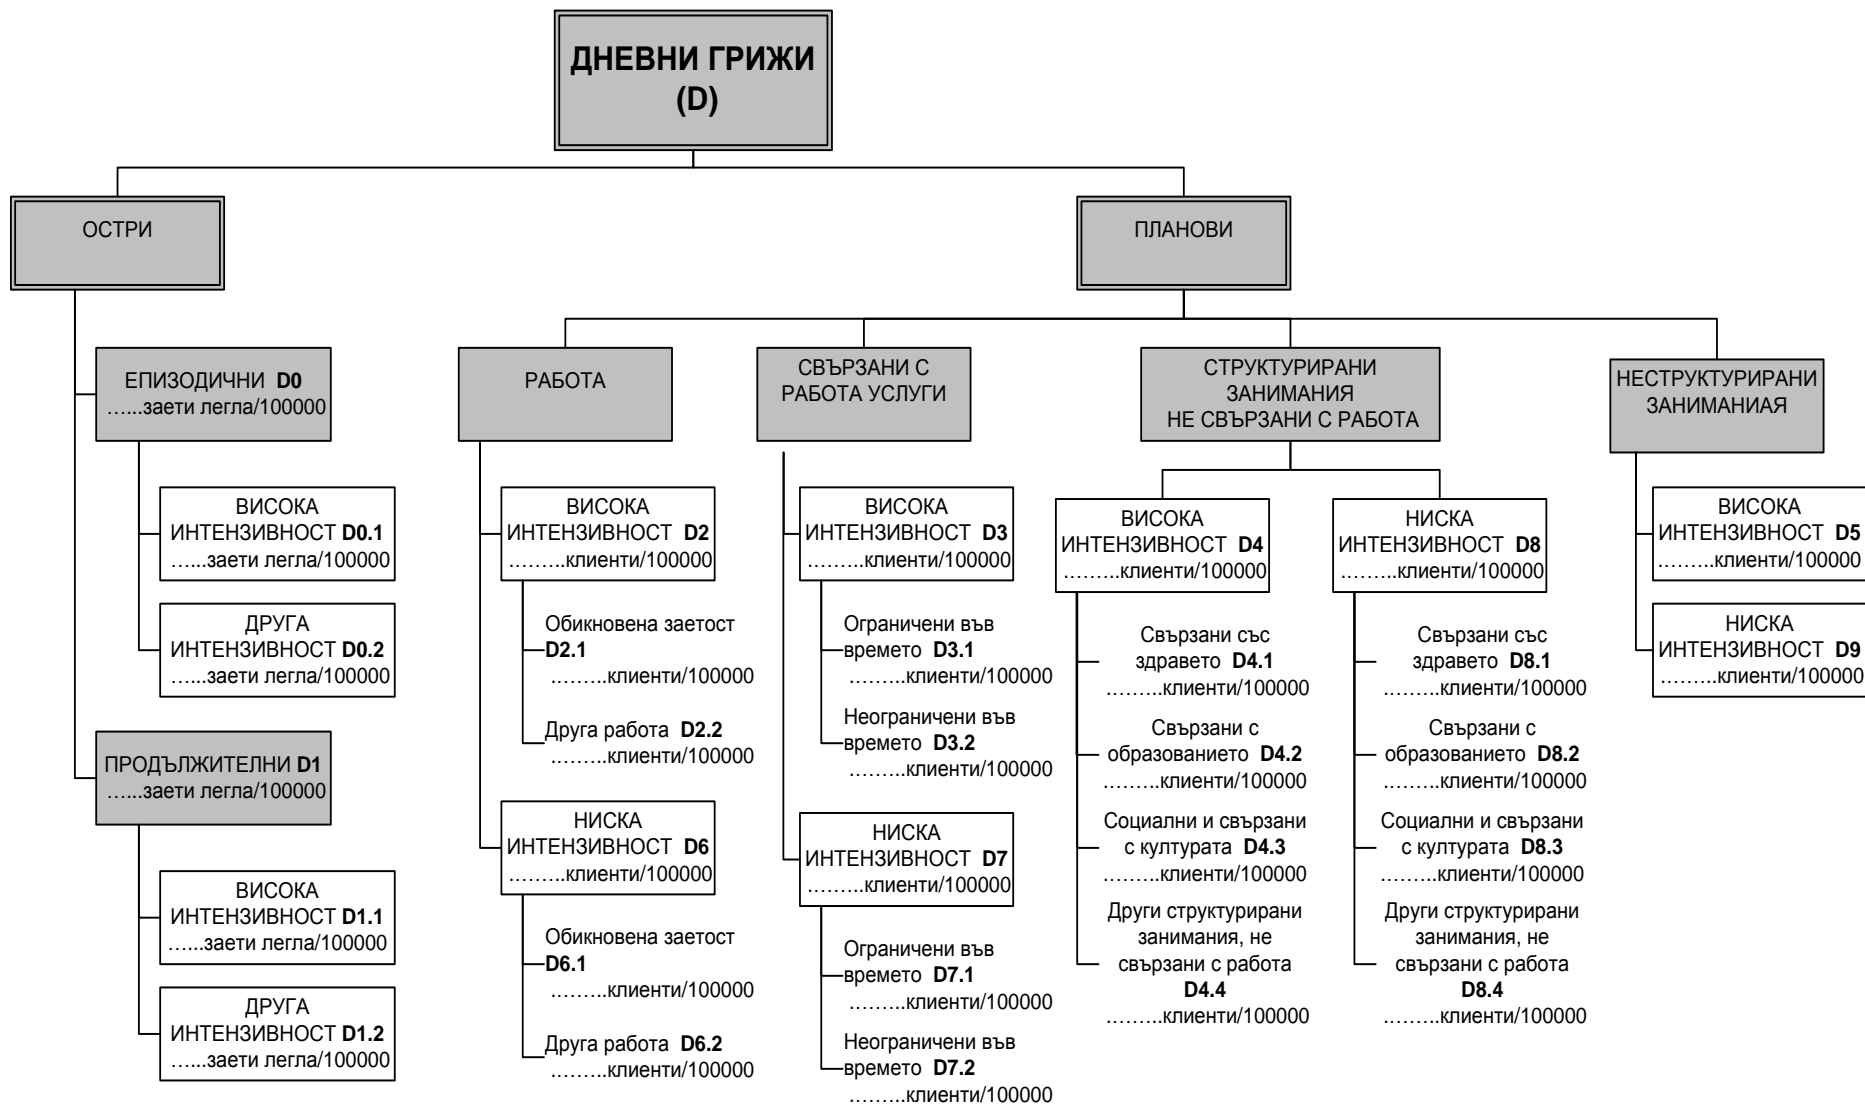 ДНЕВНИ ГРИЖИ
(D)
ОСТРИ
ПЛАНОВИ
ЕПИЗОДИЧНИ D0
…...заети легла/100000
ВИСОКА
ИНТЕНЗИВНОСТ D0.1
…...заети легла/100000
ДРУГА
ИНТЕНЗИВНОСТ D0.2
…...заети легла/100000
ПРОДЪЛЖИТЕЛНИ D1
…...заети легла/100000
ВИСОКА
ИНТЕНЗИВНОСТ D1.1
…...заети легла/100000
ДРУГА
ИНТЕНЗИВНОСТ D1.2
…...заети легла/100000
РАБОТА
ВИСОКА
ИНТЕНЗИВНОСТ D2
……...клиенти/100000
Обикновена заетост
D2.1
……...клиенти/100000
Друга работа D2.2
……...клиенти/100000
НИСКА
ИНТЕНЗИВНОСТ D6
……...клиенти/100000
Обикновена заетост
D6.1
……...клиенти/100000
Друга работа D6.2
……...клиенти/100000
СВЪРЗАНИ С
РАБОТА УСЛУГИ
ВИСОКА
ИНТЕНЗИВНОСТ D3
……...клиенти/100000
Ограничени във
времето D3.1
……...клиенти/100000
Неограничени във
времето D3.2
……...клиенти/100000
НИСКА
ИНТЕНЗИВНОСТ D7
……...клиенти/100000
Ограничени във
времето D7.1
……...клиенти/100000
Неограничени във
времето D7.2
……...клиенти/100000
СТРУКТУРИРАНИ
ЗАНИМАНИЯ
НЕ СВЪРЗАНИ С РАБОТА
ВИСОКА
ИНТЕНЗИВНОСТ D4
……...клиенти/100000
Свързани със
здравето D4.1
……...клиенти/100000
Свързани с
образованието D4.2
……...клиенти/100000
Социални и свързани
с културата D4.3
……...клиенти/100000
Други структурирани
занимания, не
свързани с работа
D4.4
……...клиенти/100000
НИСКА
ИНТЕНЗИВНОСТ D8
……...клиенти/100000
Свързани със
здравето D8.1
……...клиенти/100000
Свързани с
образованието D8.2
……...клиенти/100000
Социални и свързани
с културата D8.3
……...клиенти/100000
Други структурирани
занимания, не
свързани с работа
D8.4
……...клиенти/100000
НЕСТРУКТУРИРАНИ
ЗАНИМАНИАЯ
ВИСОКА
ИНТЕНЗИВНОСТ D5
……...клиенти/100000
НИСКА
ИНТЕНЗИВНОСТ D9
……...клиенти/100000